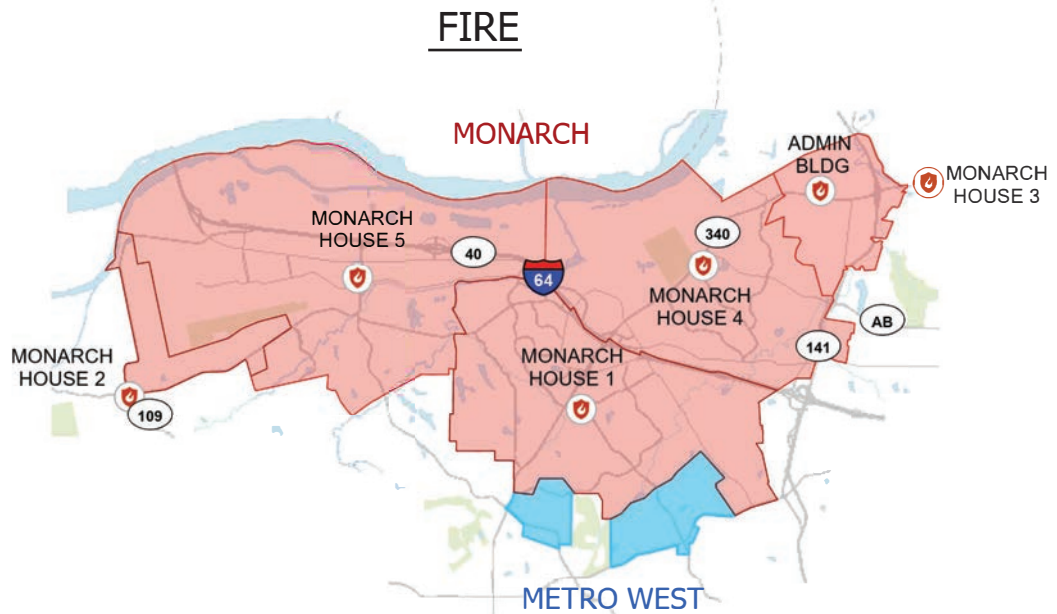 FIRE
MONARCH
ADMIN
BLDG
MONARCH
HOUSE 3
MONARCH
HOUSE 5
340
40
64
MONARCH
HOUSE 4
AB
141
MONARCH
HOUSE 2
MONARCH
HOUSE 1
109
METRO WEST